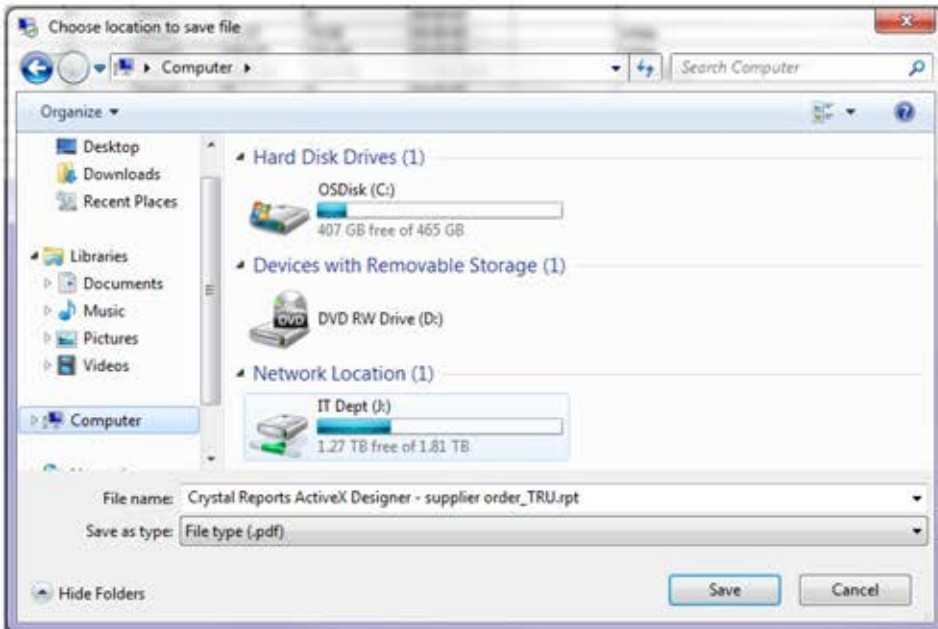 Choose location to save file
Computer
Search Computer
Organize
Desktop
Downloads
Recent Places
Libraries
Documents
Music
Pictures
Videos
Computer
Hard Disk Drives (1)
OSDisk (C:)
407 GB free of 465 GB
Devices with Removable Storage (1)
DVD
DVD RW Drive (D:)
Network Location (1)
IT Dept (J:)
1.27 TB free of 1.81 TB
File name: Crystal Reports ActiveX Designer - supplier order_TRU.rpt
Save as type: File type (.pdf)
Hide Folders
Save
Cancel